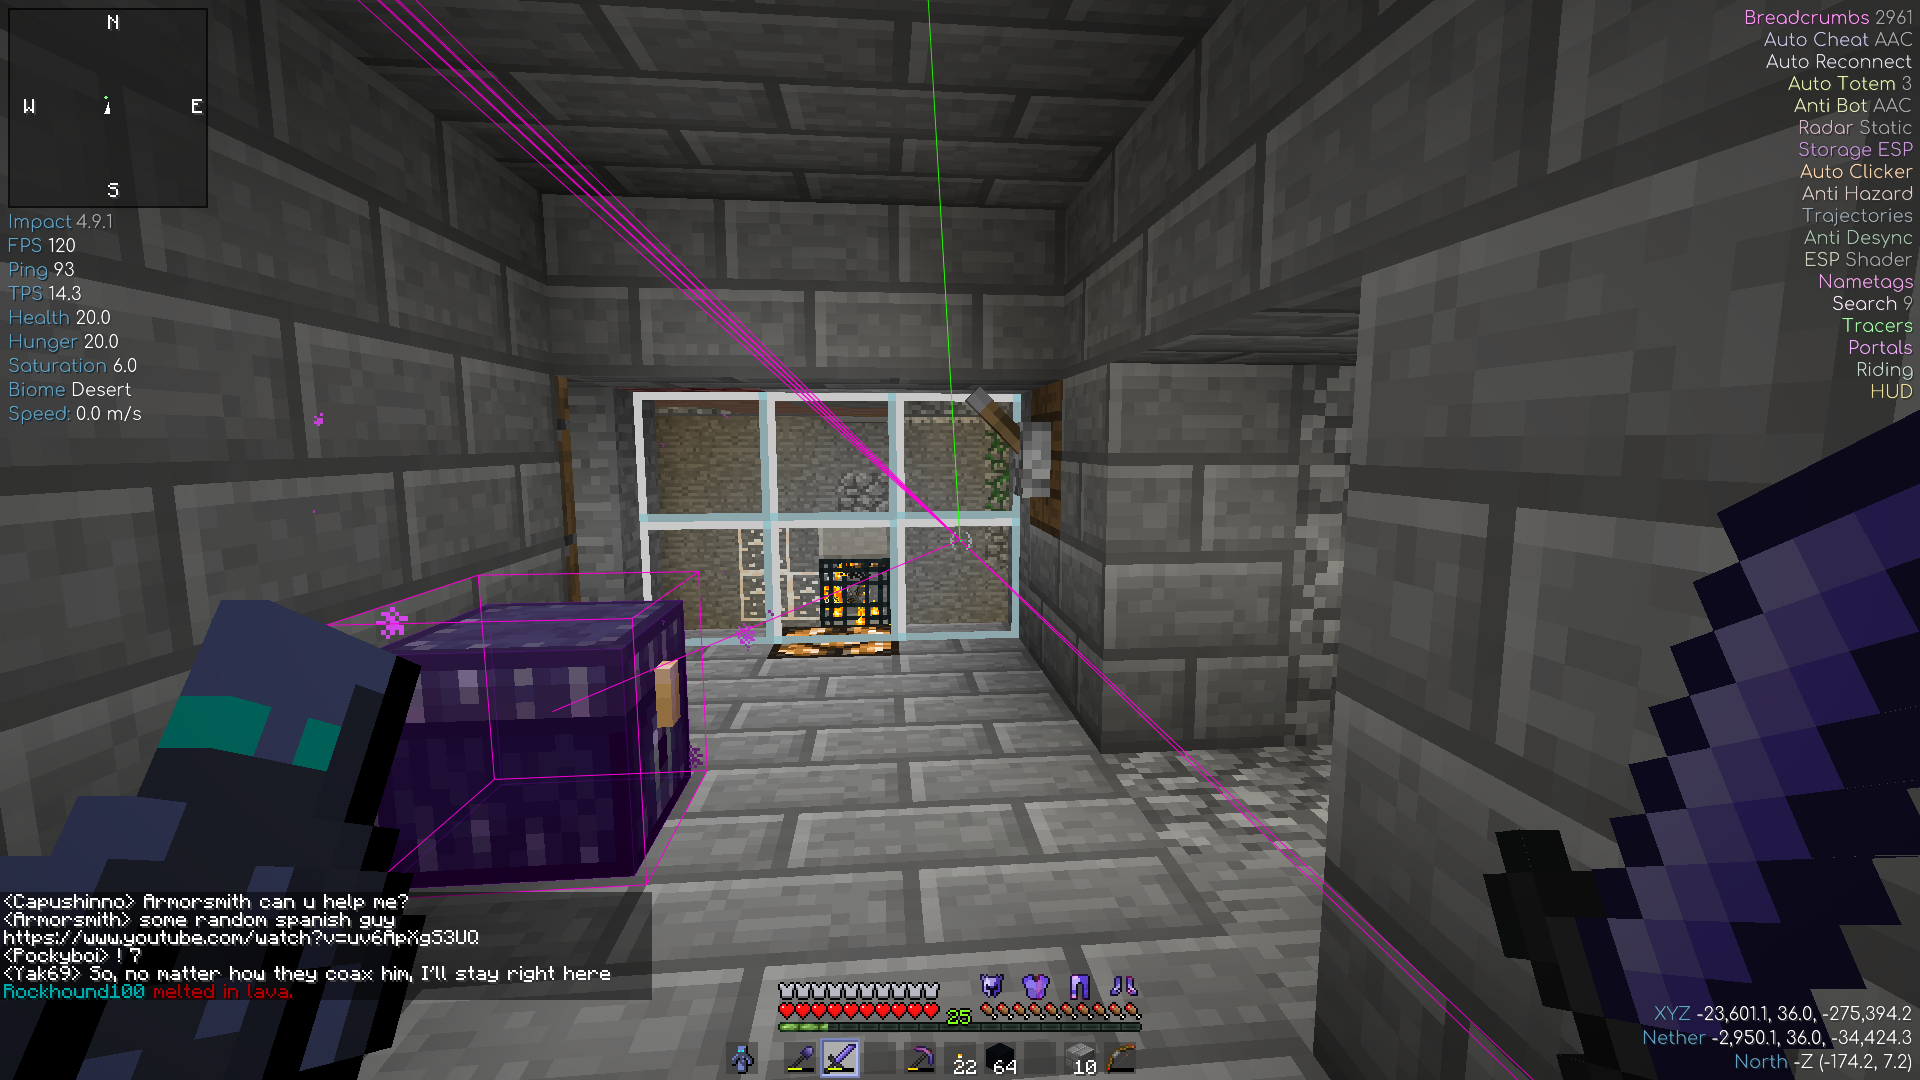 N
W
E
S
Impact 4.9.1
FPS 120
Ping 93
TPS 14.3
Health 20.0
Hunger 20.0
Saturation 6.0
Biome Desert
Speed: 0.0 m/s
Breadcrumbs 2961
Auto Cheat AAC
Auto Reconnect
Auto Totem 3
Anti Bot AAC
Radar Static
Storage ESP
Auto Clicker
Anti Hazard
Trajectories
Anti Desync
ESP Shader
Nametags
Search 9
Tracers
Portals
Riding
HUD
<Capushinno> Armorsmith can u help me?
<Armorsmith> some random spanish guy
https://www.youtube.com/watch?v=uv6ApXgS3UQ
<Pockyboi> ! 7
<Yak69> So, no matter how they coax him, I'll stay right here
Rockhound100 melted in lava.
25
22
64
10
XYZ -23,601.1, 36.0, -275,394.2
Nether -2,950.1, 36.0, -34,424.3
North -Z (-174.2, 7.2)